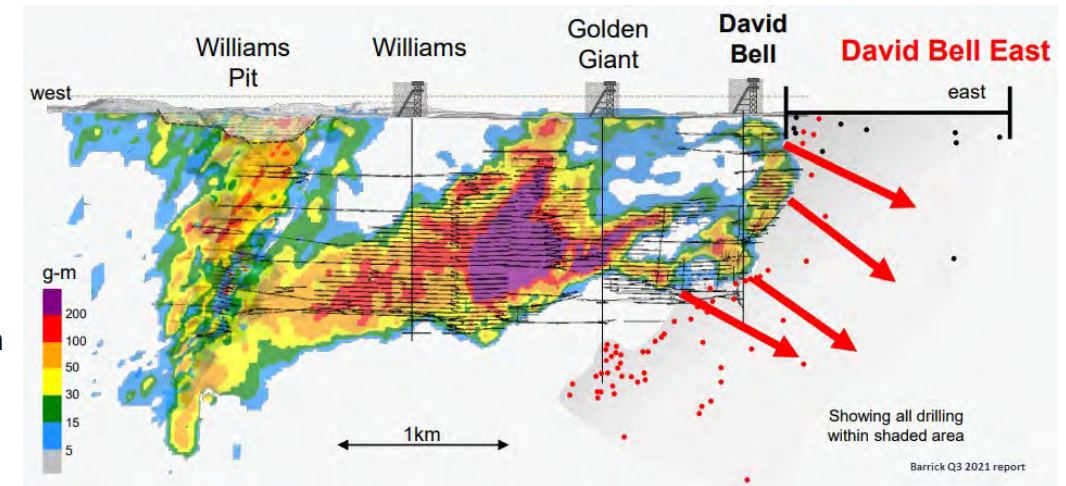 Williams
Pit
Williams
Golden
Giant
David
Bell
David Bell East
west
east
g-m
200
100
50
30
15
5
1km
Showing all drilling
within shaded area
Barrick Q3 2021 report